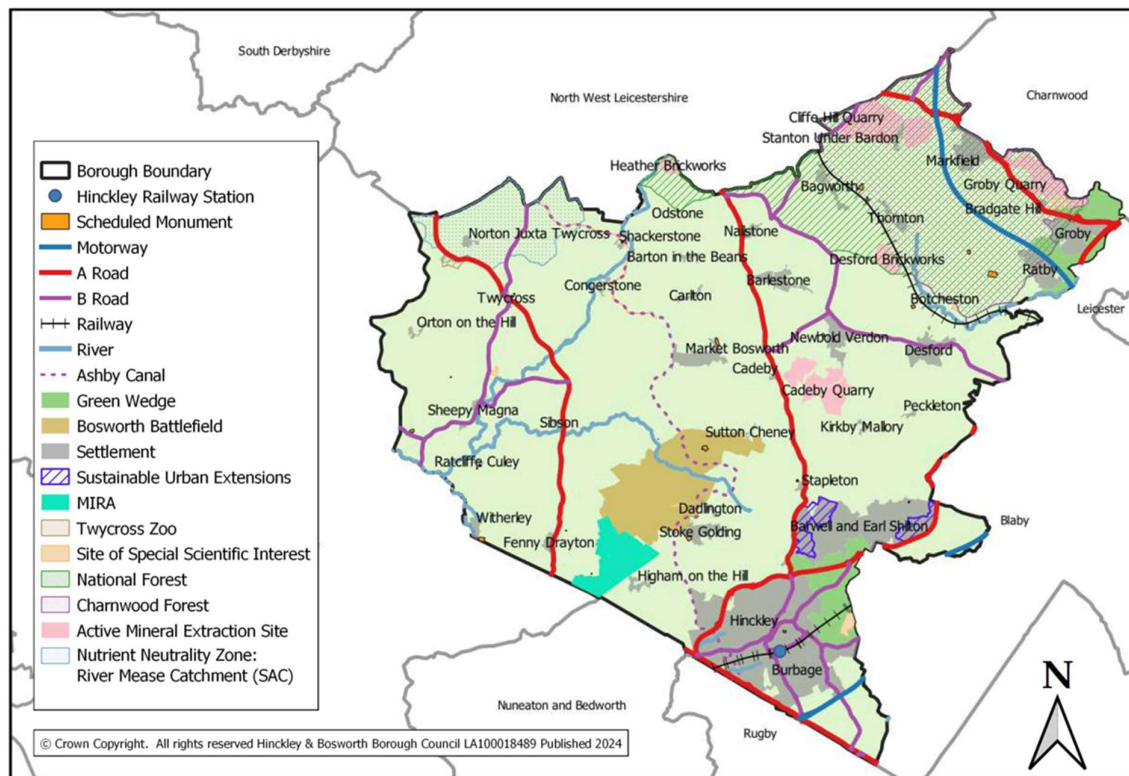 South Derbyshire
North West Leicestershire
Charnwood
Cliffe Hill Quarry
Stanton Under Bardon
Markfield
Heather Brickworks
Bagworth
Groby Quarry
Bradgate Hill
Odstone
Thornton
Groby
Norton Juxta Twycross
Shackerstone
Nailstone
Barton in the Beans
Desford Brickworks
Ratby
Congerstone
Barlestone
Carlton
Twycross
Botcheston
Leicester
Orton on the Hill
Newbold Verdon
Market Bosworth
Desford
Cadeby
Cadeby Quarry
Sheepy Magna
Peckleton
Sibson
Kirkby Mallory
Sutton Cheney
Ratcliffe Culey
Stapleton
Dadlington
Witherley
Barwell and Earl Shilton
Blaby
Fenny Drayton
Stoke Golding
Higham on the Hill
Hinckley
Burbage
Nuneaton and Bedworth
Rugby
N
Borough Boundary
Hinckley Railway Station
Scheduled Monument
Motorway
A Road
B Road
Railway
River
Ashby Canal
Green Wedge
Bosworth Battlefield
Settlement
Sustainable Urban Extensions
MIRA
Twycross Zoo
Site of Special Scientific Interest
National Forest
Charnwood Forest
Active Mineral Extraction Site
Nutrient Neutrality Zone:
River Mease Catchment (SAC)
© Crown Copyright. All rights reserved Hinckley & Bosworth Borough Council LA100018489 Published 2024